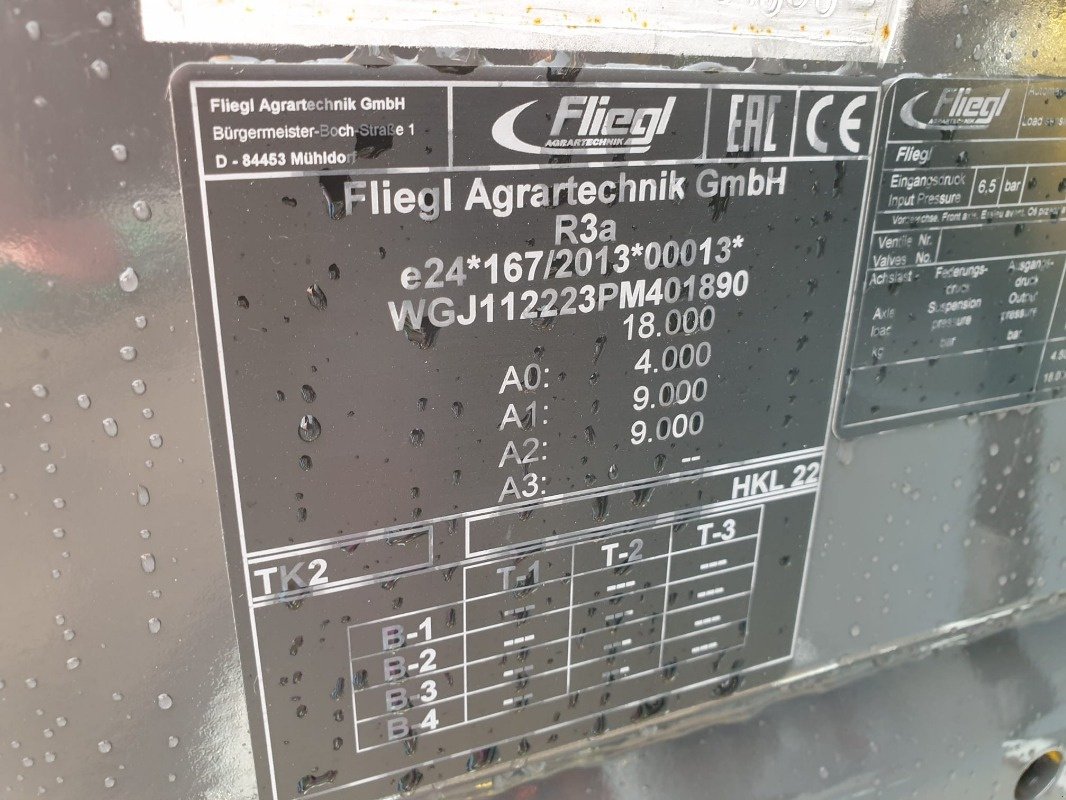 Fliegl Agrartechnik GmbH
Bürgermeister-Boch-Straße 1
D - 84453 Mühldorf
Fliegl
AGRARTECHNIK
EAC
CE
Fliegl Agrartechnik GmbH
R3a
e24*167/2013*00013*
WGJ112223PM401890
18.000
A0: 4.000
A1: 9.000
A2: 9.000
A3: --
HKL 22
TK2
T-1 T-2 T-3
B-1 --- --- ---
B-2 --- --- ---
B-3 --- --- ---
B-4 --- --- ---
Fliegl
AGRARTECHNIK
Fliegl
Eingangsdruck
Input Pressure
6,5 bar
Ventile Nr.
Valves No.
Achslast- Federungs- Ausgangs-
druck druck
Axle Suspension Output
load pressure pressure
kg bar bar